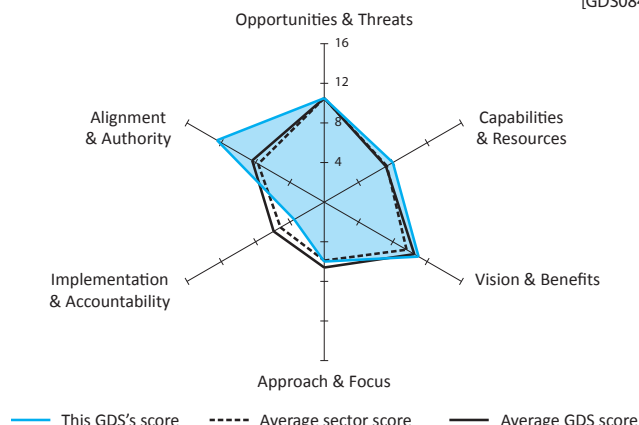 [GDS084
Opportunities & Threats
16
12
8
4
Alignment
& Authority
Capabilities
& Resources
Implementation
& Accountability
Vision & Benefits
Approach & Focus
This GDS's score
Average sector score
Average GDS score